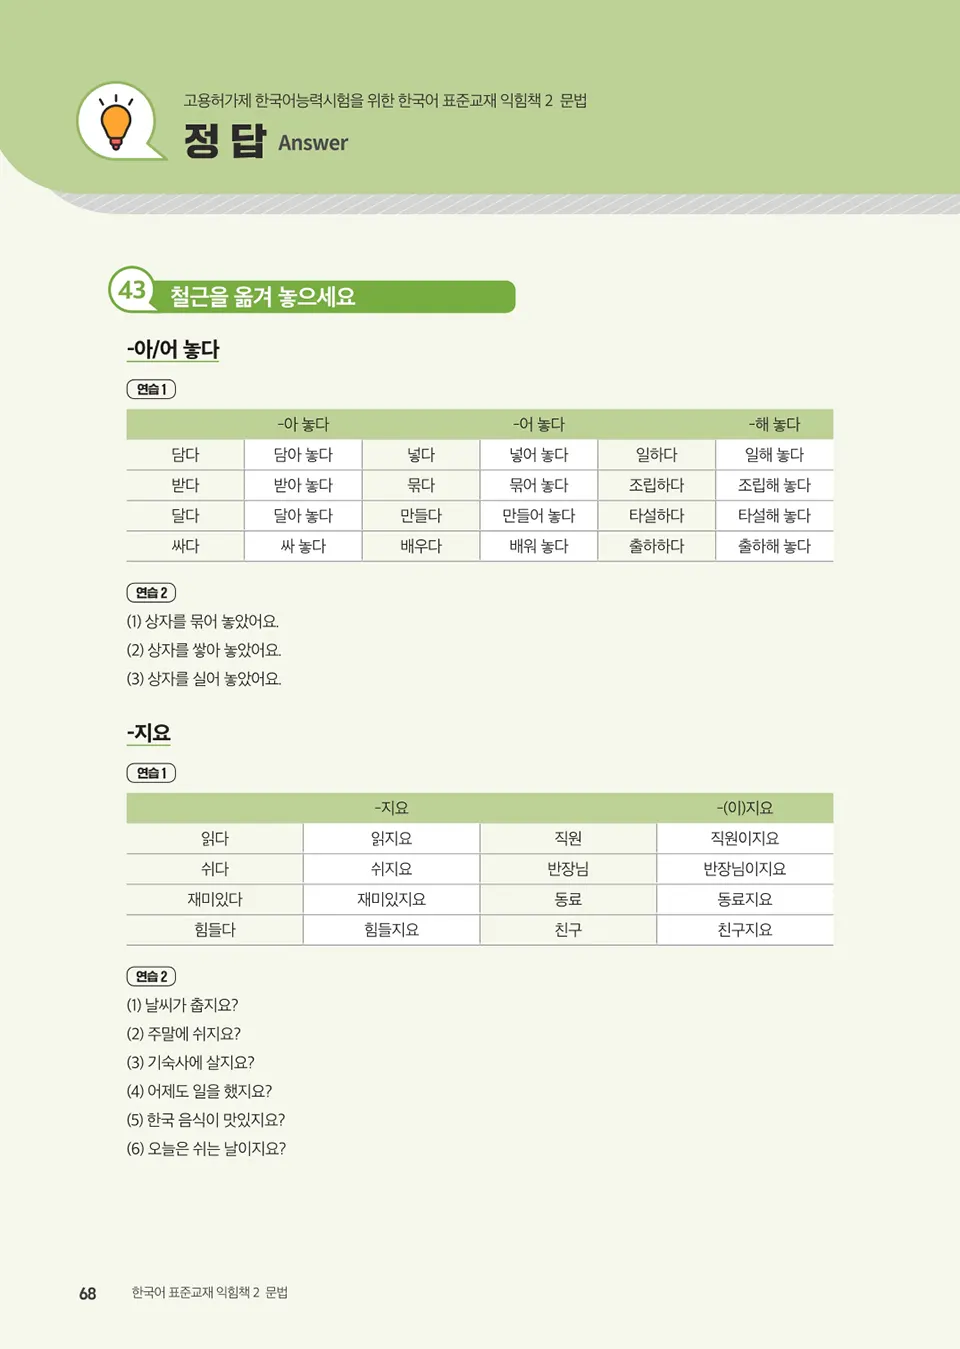 고용허가제 한국어능력시험을 위한 한국어 표준교재 익힘책 2 문법
정답 Answer
43 철근을 옮겨 놓으세요
-아/어 놓다
연습 1
-아 놓다 -어 놓다 -해 놓다
담다 담아 놓다 넣다 넣어 놓다 일하다 일해 놓다
받다 받아 놓다 묶다 묶어 놓다 조립하다 조립해 놓다
달다 달아 놓다 만들다 만들어 놓다 타설하다 타설해 놓다
싸다 싸 놓다 배우다 배워 놓다 출하하다 출하해 놓다
연습 2
(1) 상자를 묶어 놓았어요.
(2) 상자를 쌓아 놓았어요.
(3) 상자를 실어 놓았어요.
-지요
연습 1
-지요 -(이)지요
읽다 읽지요 직원 직원이지요
쉬다 쉬지요 반장님 반장님이지요
재미있다 재미있지요 동료 동료지요
힘들다 힘들지요 친구 친구지요
연습 2
(1) 날씨가 춥지요?
(2) 주말에 쉬지요?
(3) 기숙사에 살지요?
(4) 어제도 일을 했지요?
(5) 한국 음식이 맛있지요?
(6) 오늘은 쉬는 날이지요?
68 한국어 표준교재 익힘책 2 문법